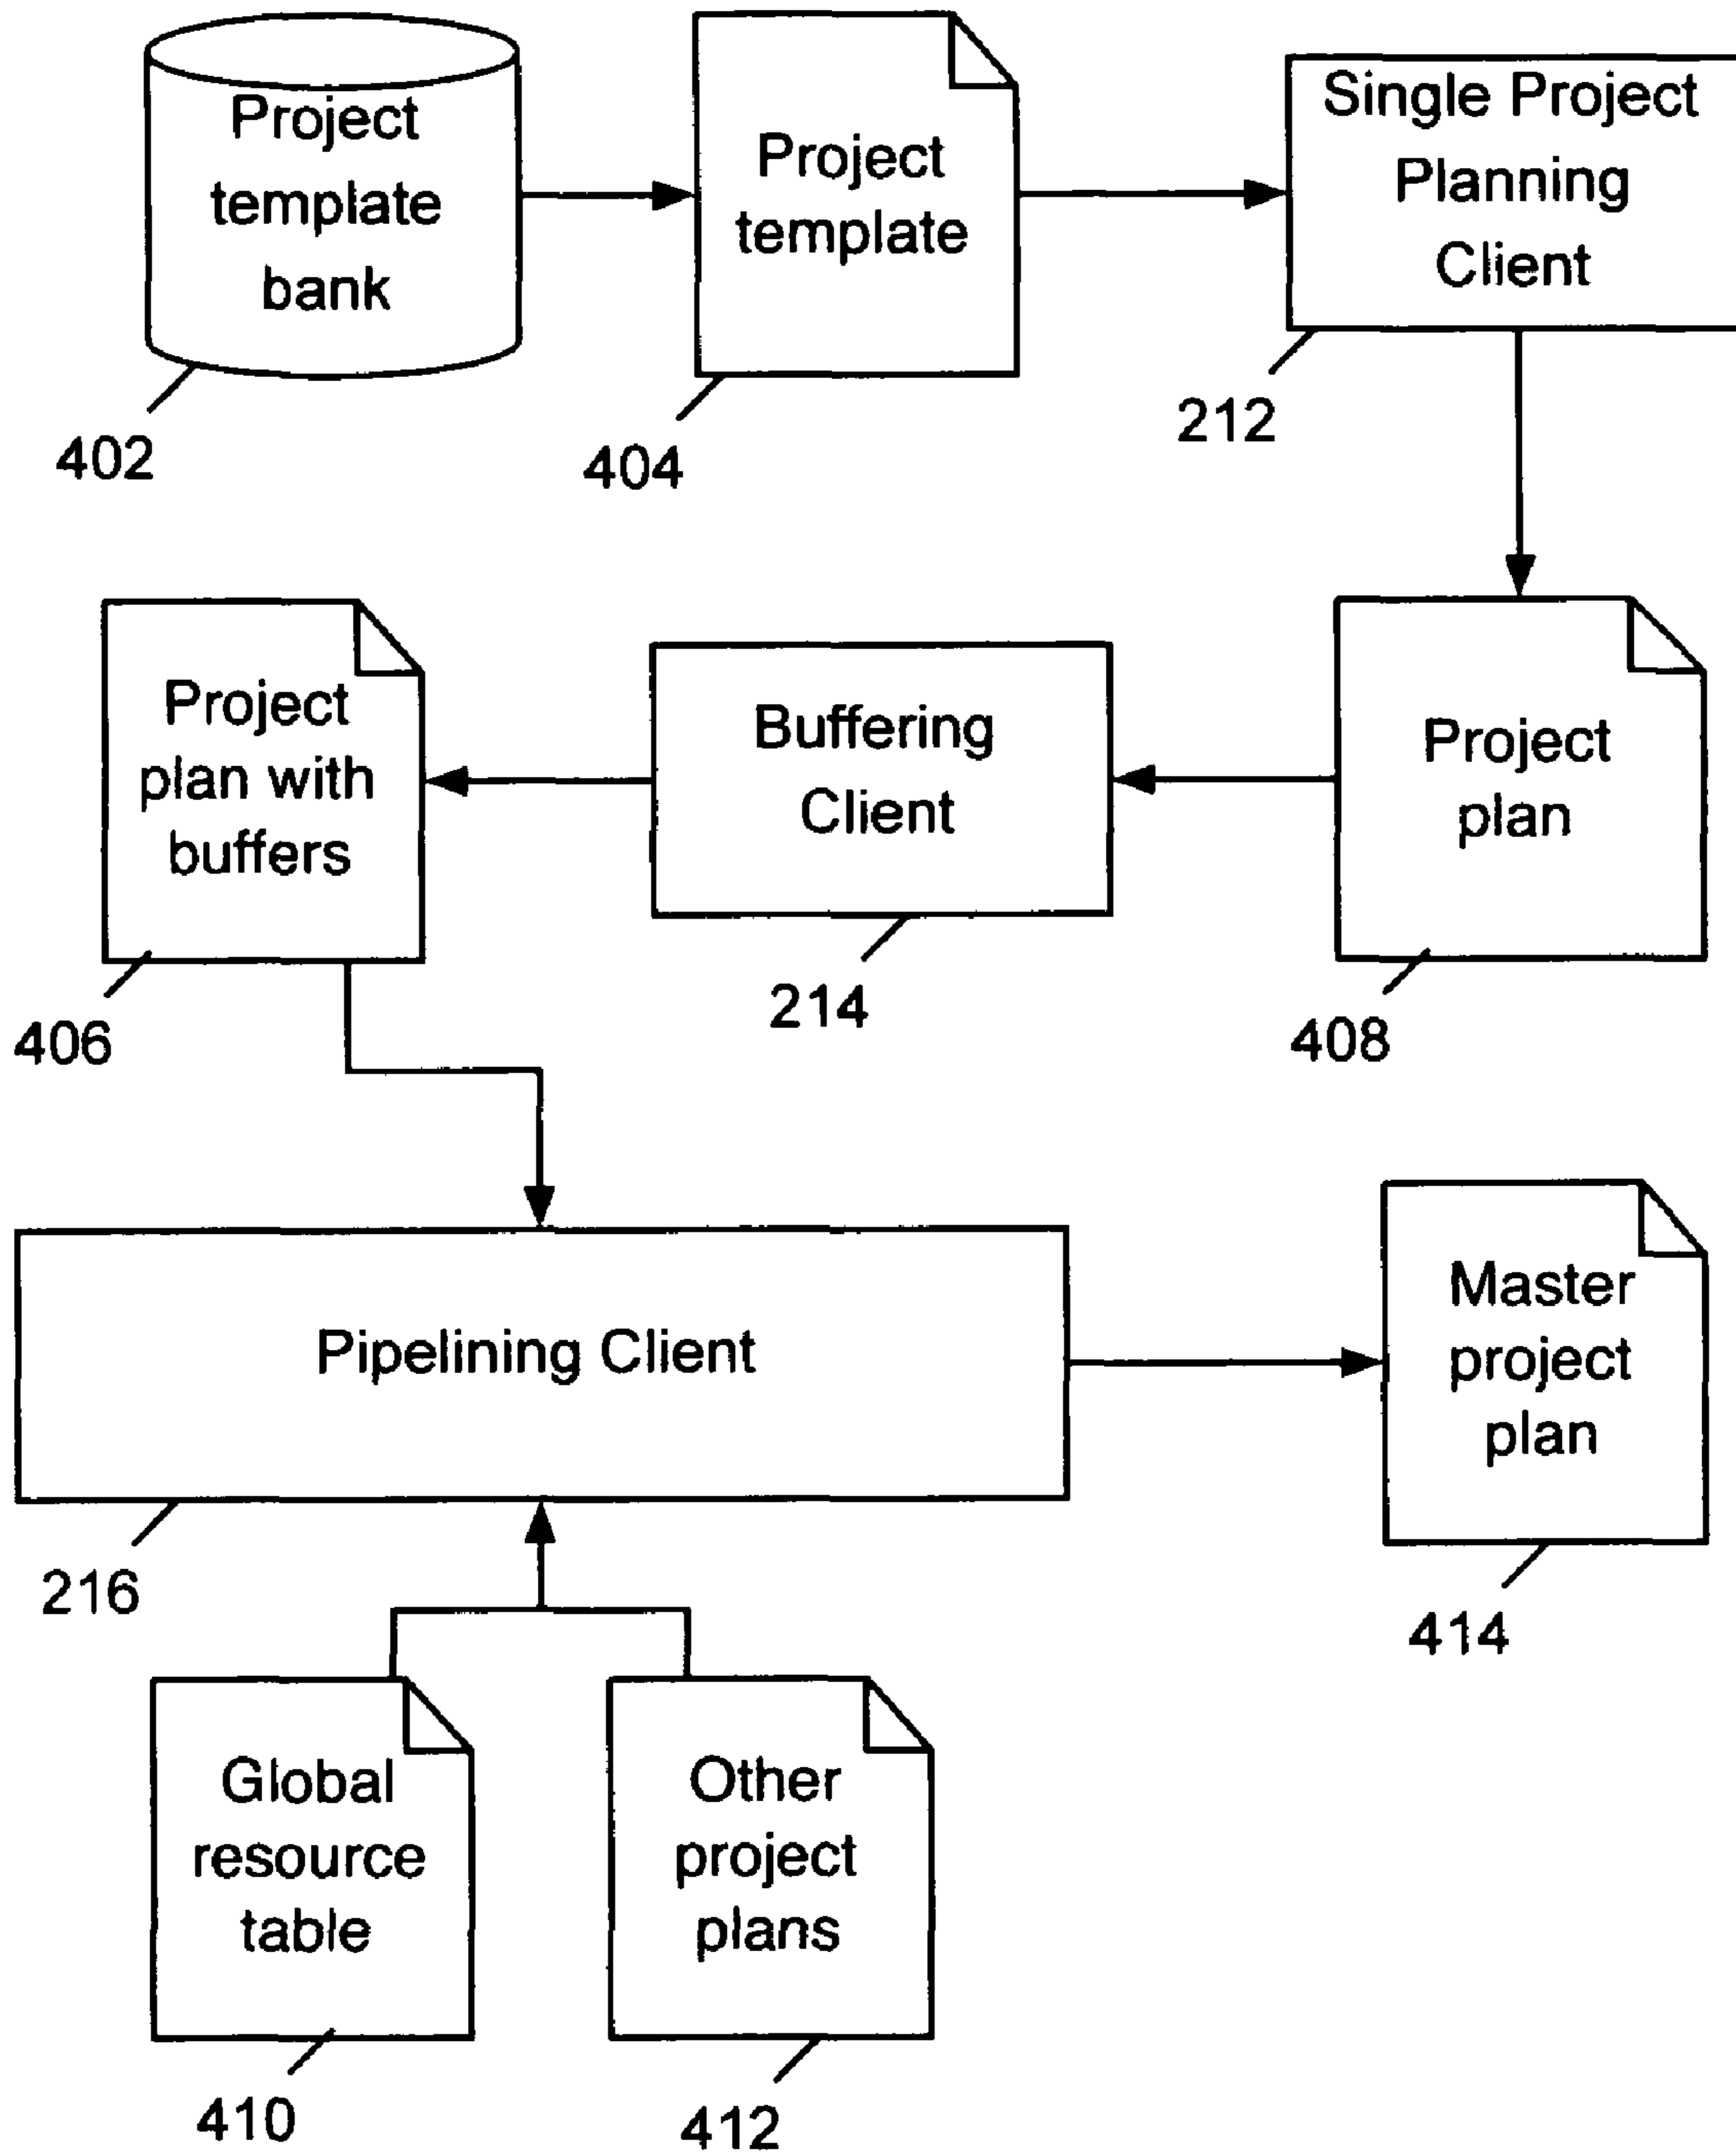 Project
template
bank
402
Project
template
404
Single Project
Planning
Client
212
Project
plan with
buffers
406
Buffering
Client
214
Project
plan
408
Pipelining Client
216
Master
project
plan
414
Global
resource
table
410
Other
project
plans
412